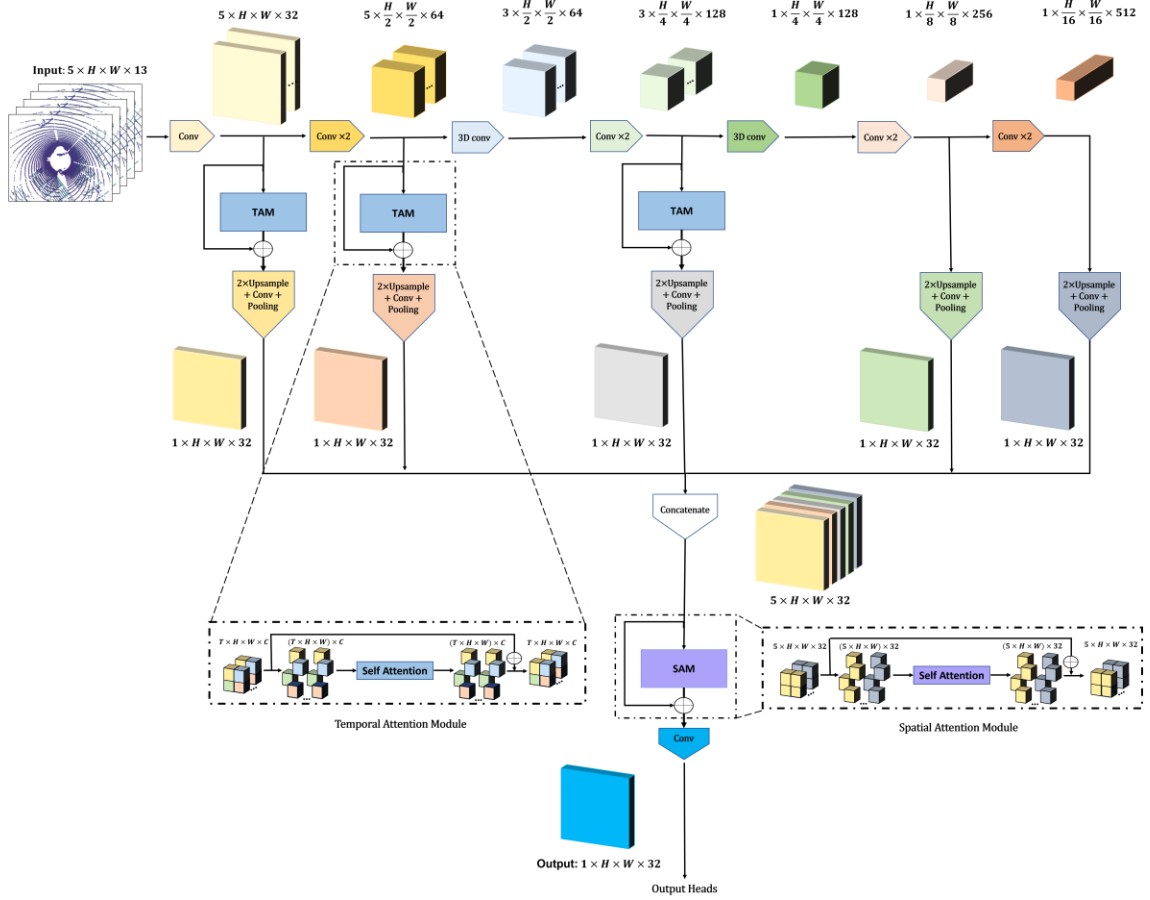 5 × H × W × 32
5 × H/2 × W/2 × 64
3 × H/2 × W/2 × 64
3 × H/4 × W/4 × 128
1 × H/4 × W/4 × 128
1 × H/8 × W/8 × 256
1 × H/16 × W/16 × 512
Input: 5 × H × W × 13
...
...
...
...
Conv
Conv ×2
3D conv
Conv ×2
3D conv
Conv ×2
Conv ×2
TAM
TAM
TAM
2×Upsample
+ Conv +
Pooling
2×Upsample
+ Conv +
Pooling
2×Upsample
+ Conv +
Pooling
2×Upsample
+ Conv +
Pooling
2×Upsample
+ Conv +
Pooling
1 × H × W × 32
1 × H × W × 32
1 × H × W × 32
1 × H × W × 32
1 × H × W × 32
Concatenate
5 × H × W × 32
T × H × W × C
(T × H × W) × C
(T × H × W) × C
T × H × W × C
Self Attention
...
...
...
...
Temporal Attention Module
SAM
5 × H × W × 32
(5 × H × W) × 32
(5 × H × W) × 32
5 × H × W × 32
Self Attention
...
...
...
...
Spatial Attention Module
Conv
Output: 1 × H × W × 32
Output Heads